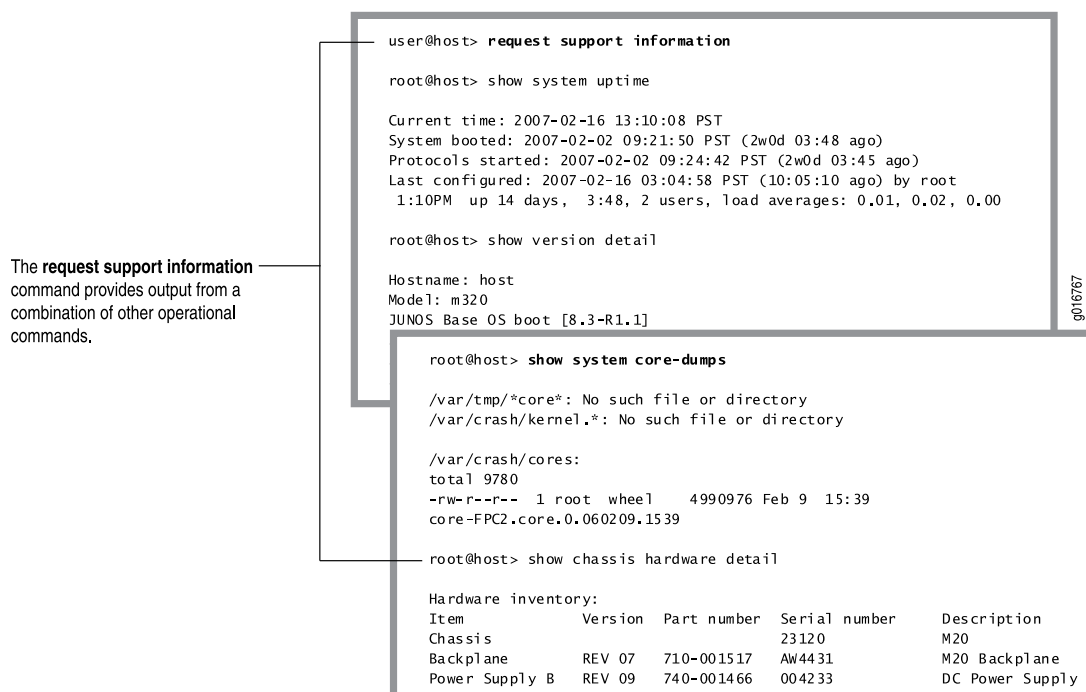 user@host> request support information
root@host> show system uptime
Current time: 2007-02-16 13:10:08 PST
System booted: 2007-02-02 09:21:50 PST (2w0d 03:48 ago)
Protocols started: 2007-02-02 09:24:42 PST (2w0d 03:45 ago)
Last configured: 2007-02-16 03:04:58 PST (10:05:10 ago) by root
1:10PM  up 14 days,  3:48, 2 users, load averages: 0.01, 0.02, 0.00
root@host> show version detail
Hostname: host
Model: m320
JUNOS Base OS boot [8.3-R1.1]
The request support information
command provides output from a
combination of other operational
commands.
g016767
root@host> show system core-dumps
/var/tmp/*core*: No such file or directory
/var/crash/kernel.*: No such file or directory
/var/crash/cores:
total 9780
-rw-r--r--  1 root  wheel    4990976 Feb 9  15:39
core-FPC2.core.0.060209.1539
root@host> show chassis hardware detail
Hardware inventory:
Item Version Part number Serial number Description
Chassis 23120 M20
Backplane REV 07 710-001517 AW4431 M20 Backplane
Power Supply B REV 09 740-001466 004233 DC Power Supply